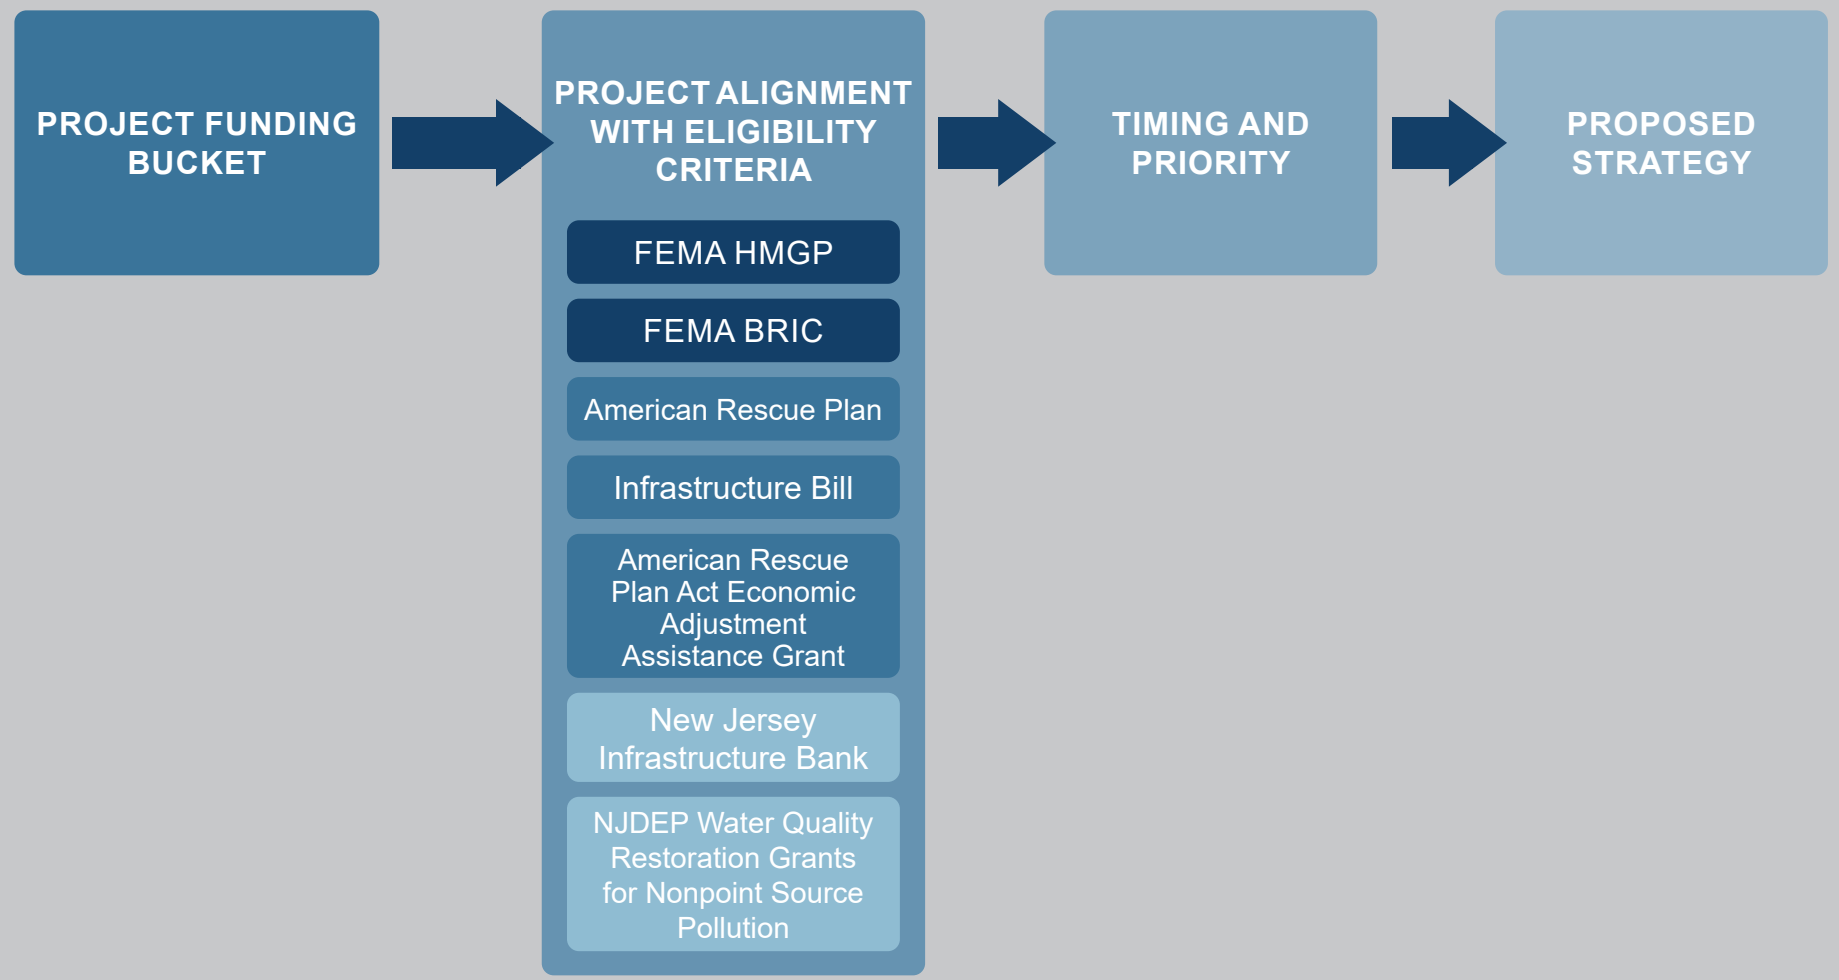 PROJECT FUNDING
BUCKET
PROJECT ALIGNMENT
WITH ELIGIBILITY
CRITERIA
FEMA HMGP
FEMA BRIC
American Rescue Plan
Infrastructure Bill
American Rescue
Plan Act Economic
Adjustment
Assistance Grant
New Jersey
Infrastructure Bank
NJDEP Water Quality
Restoration Grants
for Nonpoint Source
Pollution
TIMING AND
PRIORITY
PROPOSED
STRATEGY